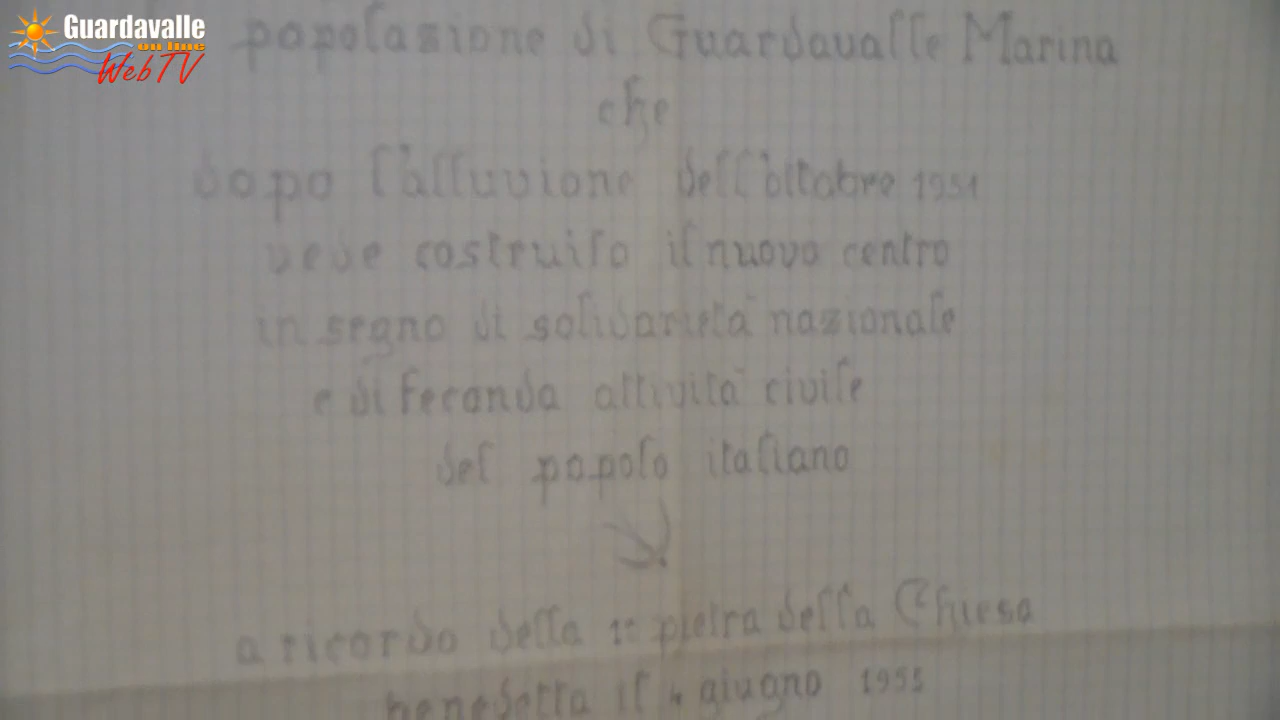 Guardavalle
on line
WebTV
popolazione di Guardavalle Marina
che
dopo l'alluvione dell'ottobre 1951
vede costruito il nuovo centro
in segno di solidarietà nazionale
e di feconda attività civile
del popolo italiano
a ricordo della 1ª pietra della Chiesa
benedetta il 4 giugno 1955